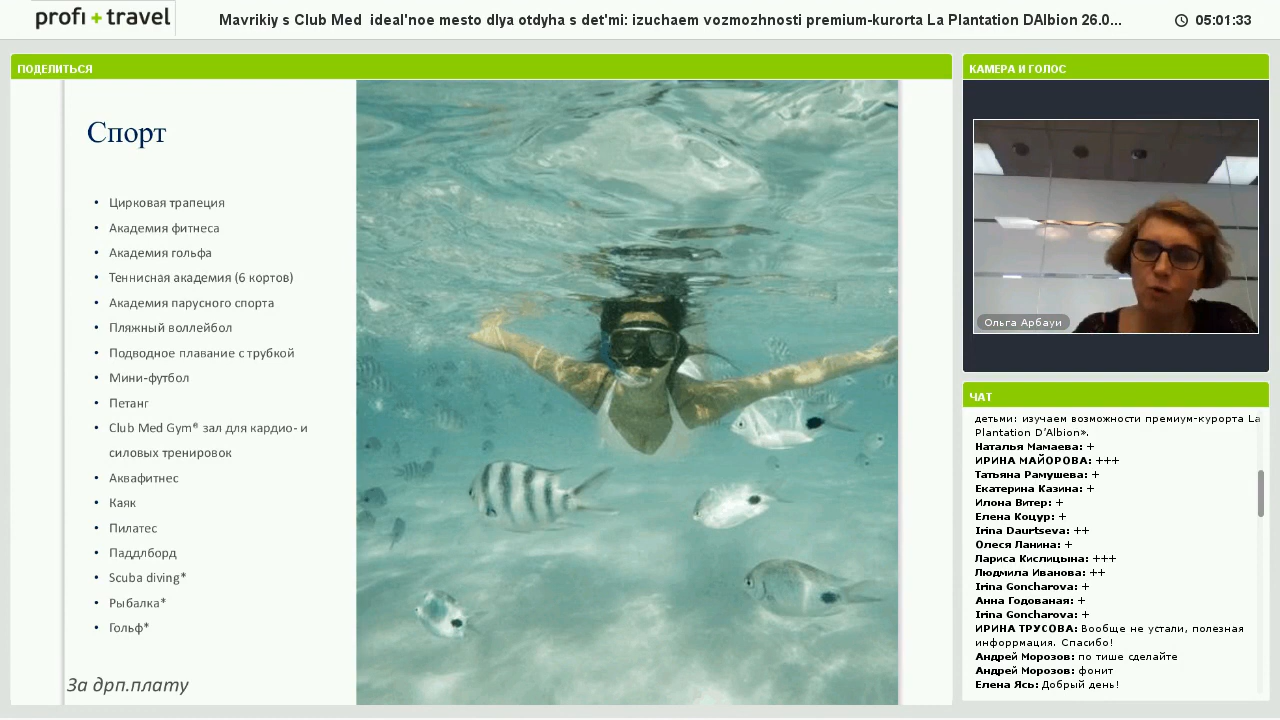 profi + travel
Mavrikiy s Club Med ideal'noe mesto dlya otdyha s det'mi: izuchaem vozmozhnosti premium-kurorta La Plantation DAlbion 26.0...
05:01:33
ПОДЕЛИТЬСЯ
Спорт
• Цирковая трапеция
• Академия фитнеса
• Академия гольфа
• Теннисная академия (6 кортов)
• Академия парусного спорта
• Пляжный воллейбол
• Подводное плавание с трубкой
• Мини-футбол
• Петанг
• Club Med Gym® зал для кардио- и
силовых тренировок
• Аквафитнес
• Каяк
• Пилатес
• Паддлборд
• Scuba diving*
• Рыбалка*
• Гольф*
За дрп.плату
КАМЕРА И ГОЛОС
Ольга Арбауи
ЧАТ
детьми: изучаем возможности премиум-курорта La
Plantation D'Albion».
Наталья Мамаева: +
ИРИНА МАЙОРОВА: +++
Татьяна Рамушева: +
Екатерина Казина: +
Илона Витер: +
Елена Коцур: +
Irina Daurtseva: ++
Олеся Ланина: +
Лариса Кислицына: +++
Людмила Иванова: ++
Irina Goncharova: +
Анна Годованая: +
Irina Goncharova: +
ИРИНА ТРУСОВА: Вообще не устали, полезная
инфоррмация. Спасибо!
Андрей Морозов: по тише сделайте
Андрей Морозов: фонит
Елена Ясь: Добрый день!